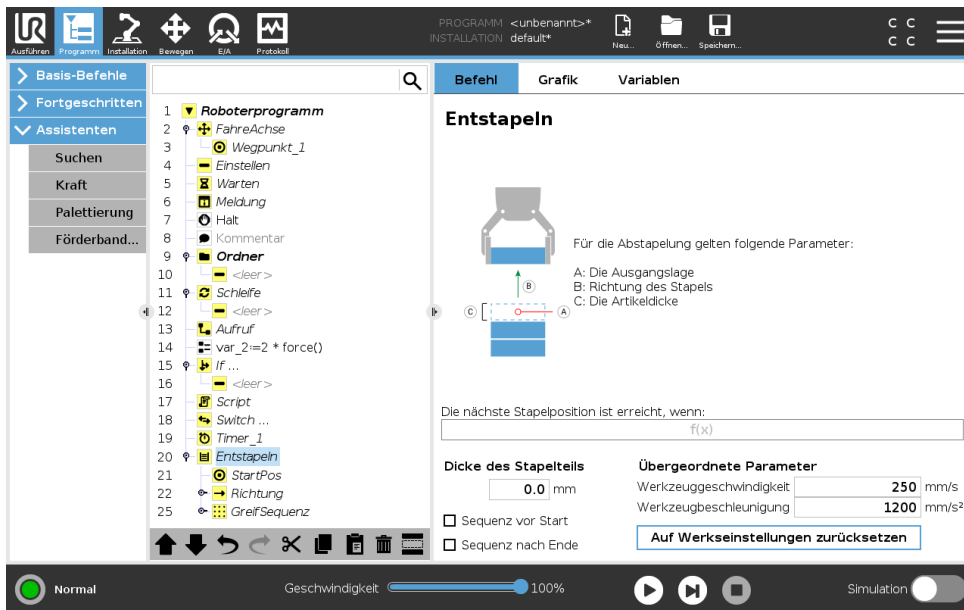 PROGRAMM <unbenannt>*
INSTALLATION default*
C C
C C
Ausführen Programm Installation Bewegen E/A Protokoll Neu... Öffnen... Speichern...
Basis-Befehle
Fortgeschritten
Assistenten
Suchen
Kraft
Palettierung
Förderband...
1 Roboterprogramm
2 FahreAchse
3 Wegpunkt_1
4 Einstellen
5 Warten
6 Meldung
7 Halt
8 Kommentar
9 Ordner
10 <leer>
11 Schleife
12 <leer>
13 Aufruf
14 var_2:=2 * force()
15 If ...
16 <leer>
17 Script
18 Switch ...
19 Timer_1
20 Entstapeln
21 StartPos
22 Richtung
25 GreifSequenz
Befehl Grafik Variablen
Entstapeln
Für die Abstapelung gelten folgende Parameter:
A: Die Ausgangslage
B: Richtung des Stapels
C: Die Artikeldicke
B
C A
Die nächste Stapelposition ist erreicht, wenn:
f(x)
Dicke des Stapelteils
0.0 mm
Sequenz vor Start
Sequenz nach Ende
Übergeordnete Parameter
Werkzeuggeschwindigkeit 250 mm/s
Werkzeugbeschleunigung 1200 mm/s²
Auf Werkseinstellungen zurücksetzen
Normal Geschwindigkeit 100% Simulation